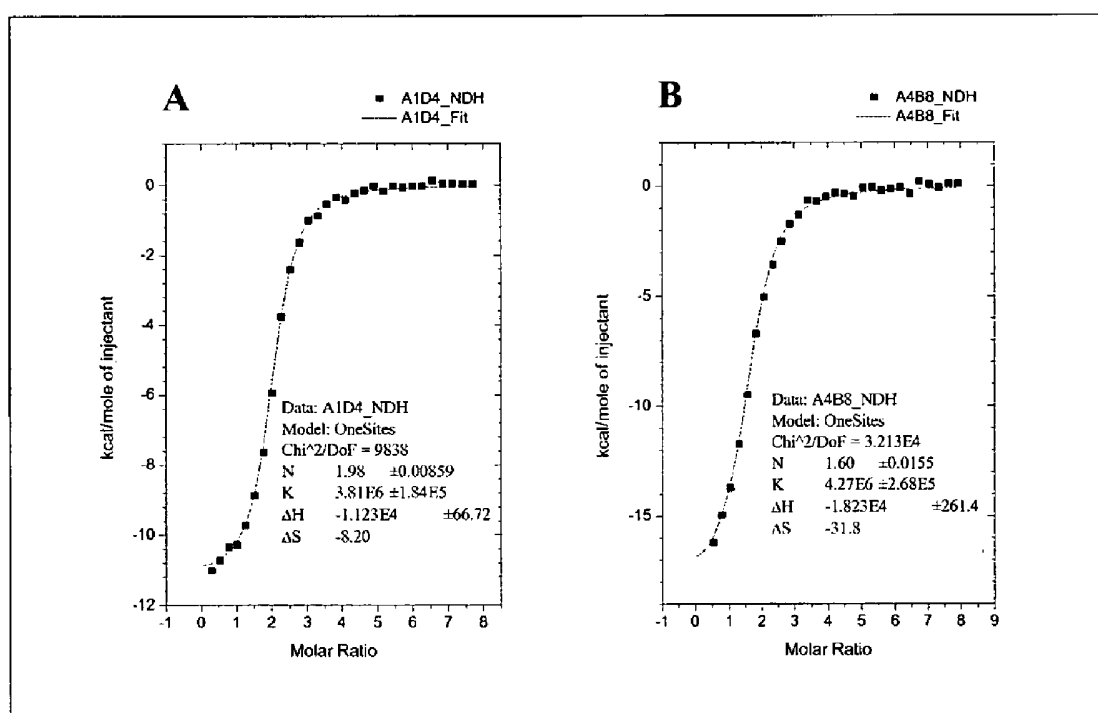 A
A1D4_NDH
A1D4_Fit
0
-2
-4
-6
-8
-10
-12
kcal/mole of injectant
Data: A1D4_NDH
Model: OneSites
Chi^2/DoF = 9838
N 1.98 ±0.00859
K 3.81E6 ±1.84E5
ΔH -1.123E4 ±66.72
ΔS -8.20
-1 0 1 2 3 4 5 6 7 8
Molar Ratio
B
A4B8_NDH
A4B8_Fit
0
-5
-10
-15
kcal/mole of injectant
Data: A4B8_NDH
Model: OneSites
Chi^2/DoF = 3.213E4
N 1.60 ±0.0155
K 4.27E6 ±2.68E5
ΔH -1.823E4 ±261.4
ΔS -31.8
-1 0 1 2 3 4 5 6 7 8 9
Molar Ratio